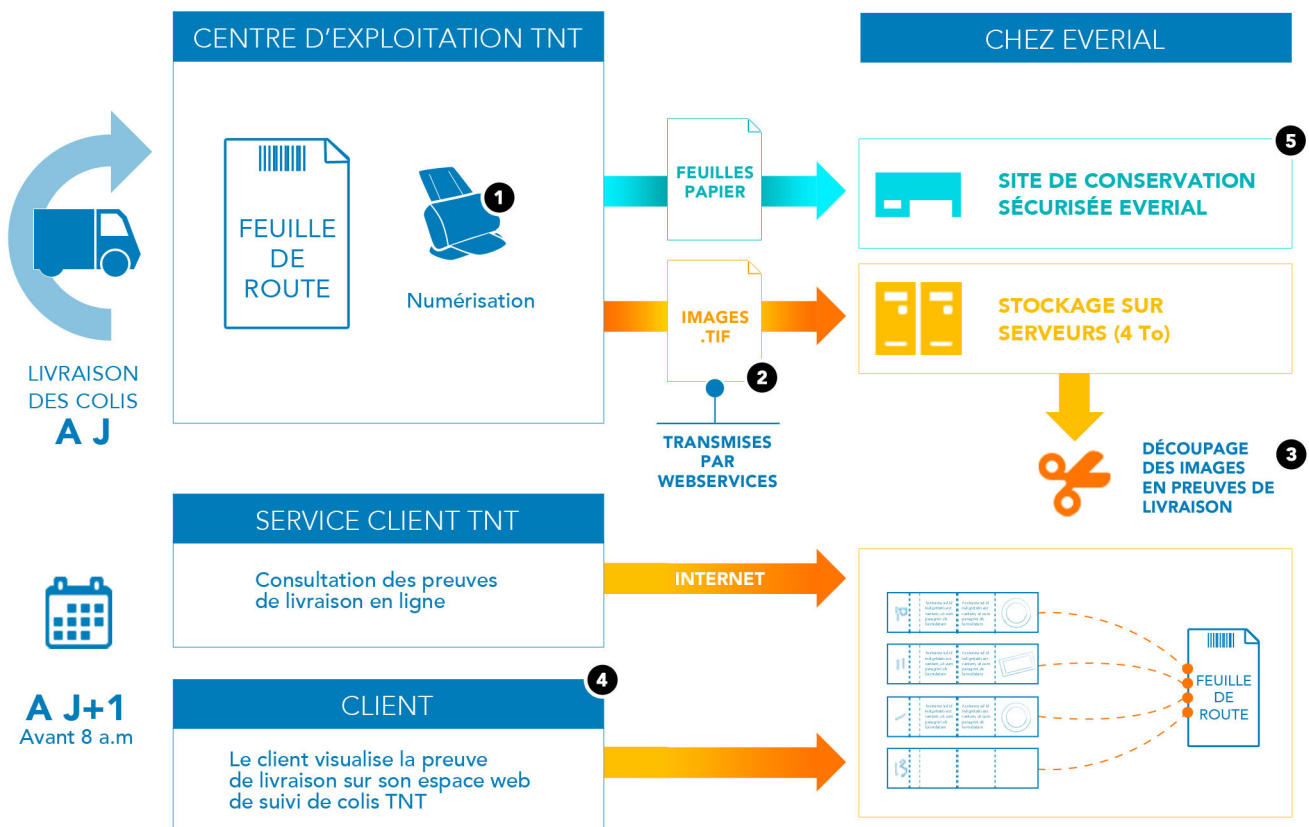 CENTRE D'EXPLOITATION TNT
CHEZ EVERIAL
FEUILLE
DE
ROUTE
1
Numérisation
FEUILLES
PAPIER
5
SITE DE CONSERVATION
SÉCURISÉE EVERIAL
IMAGES
.TIF
2
STOCKAGE SUR
SERVEURS (4 To)
LIVRAISON
DES COLIS
A J
TRANSMISES
PAR
WEBSERVICES
DÉCOUPAGE
DES IMAGES
EN PREUVES DE
LIVRAISON
3
SERVICE CLIENT TNT
Consultation des preuves
de livraison en ligne
INTERNET
A J+1
Avant 8 a.m
4
CLIENT
Le client visualise la preuve
de livraison sur son espace web
de suivi de colis TNT
FEUILLE
DE
ROUTE